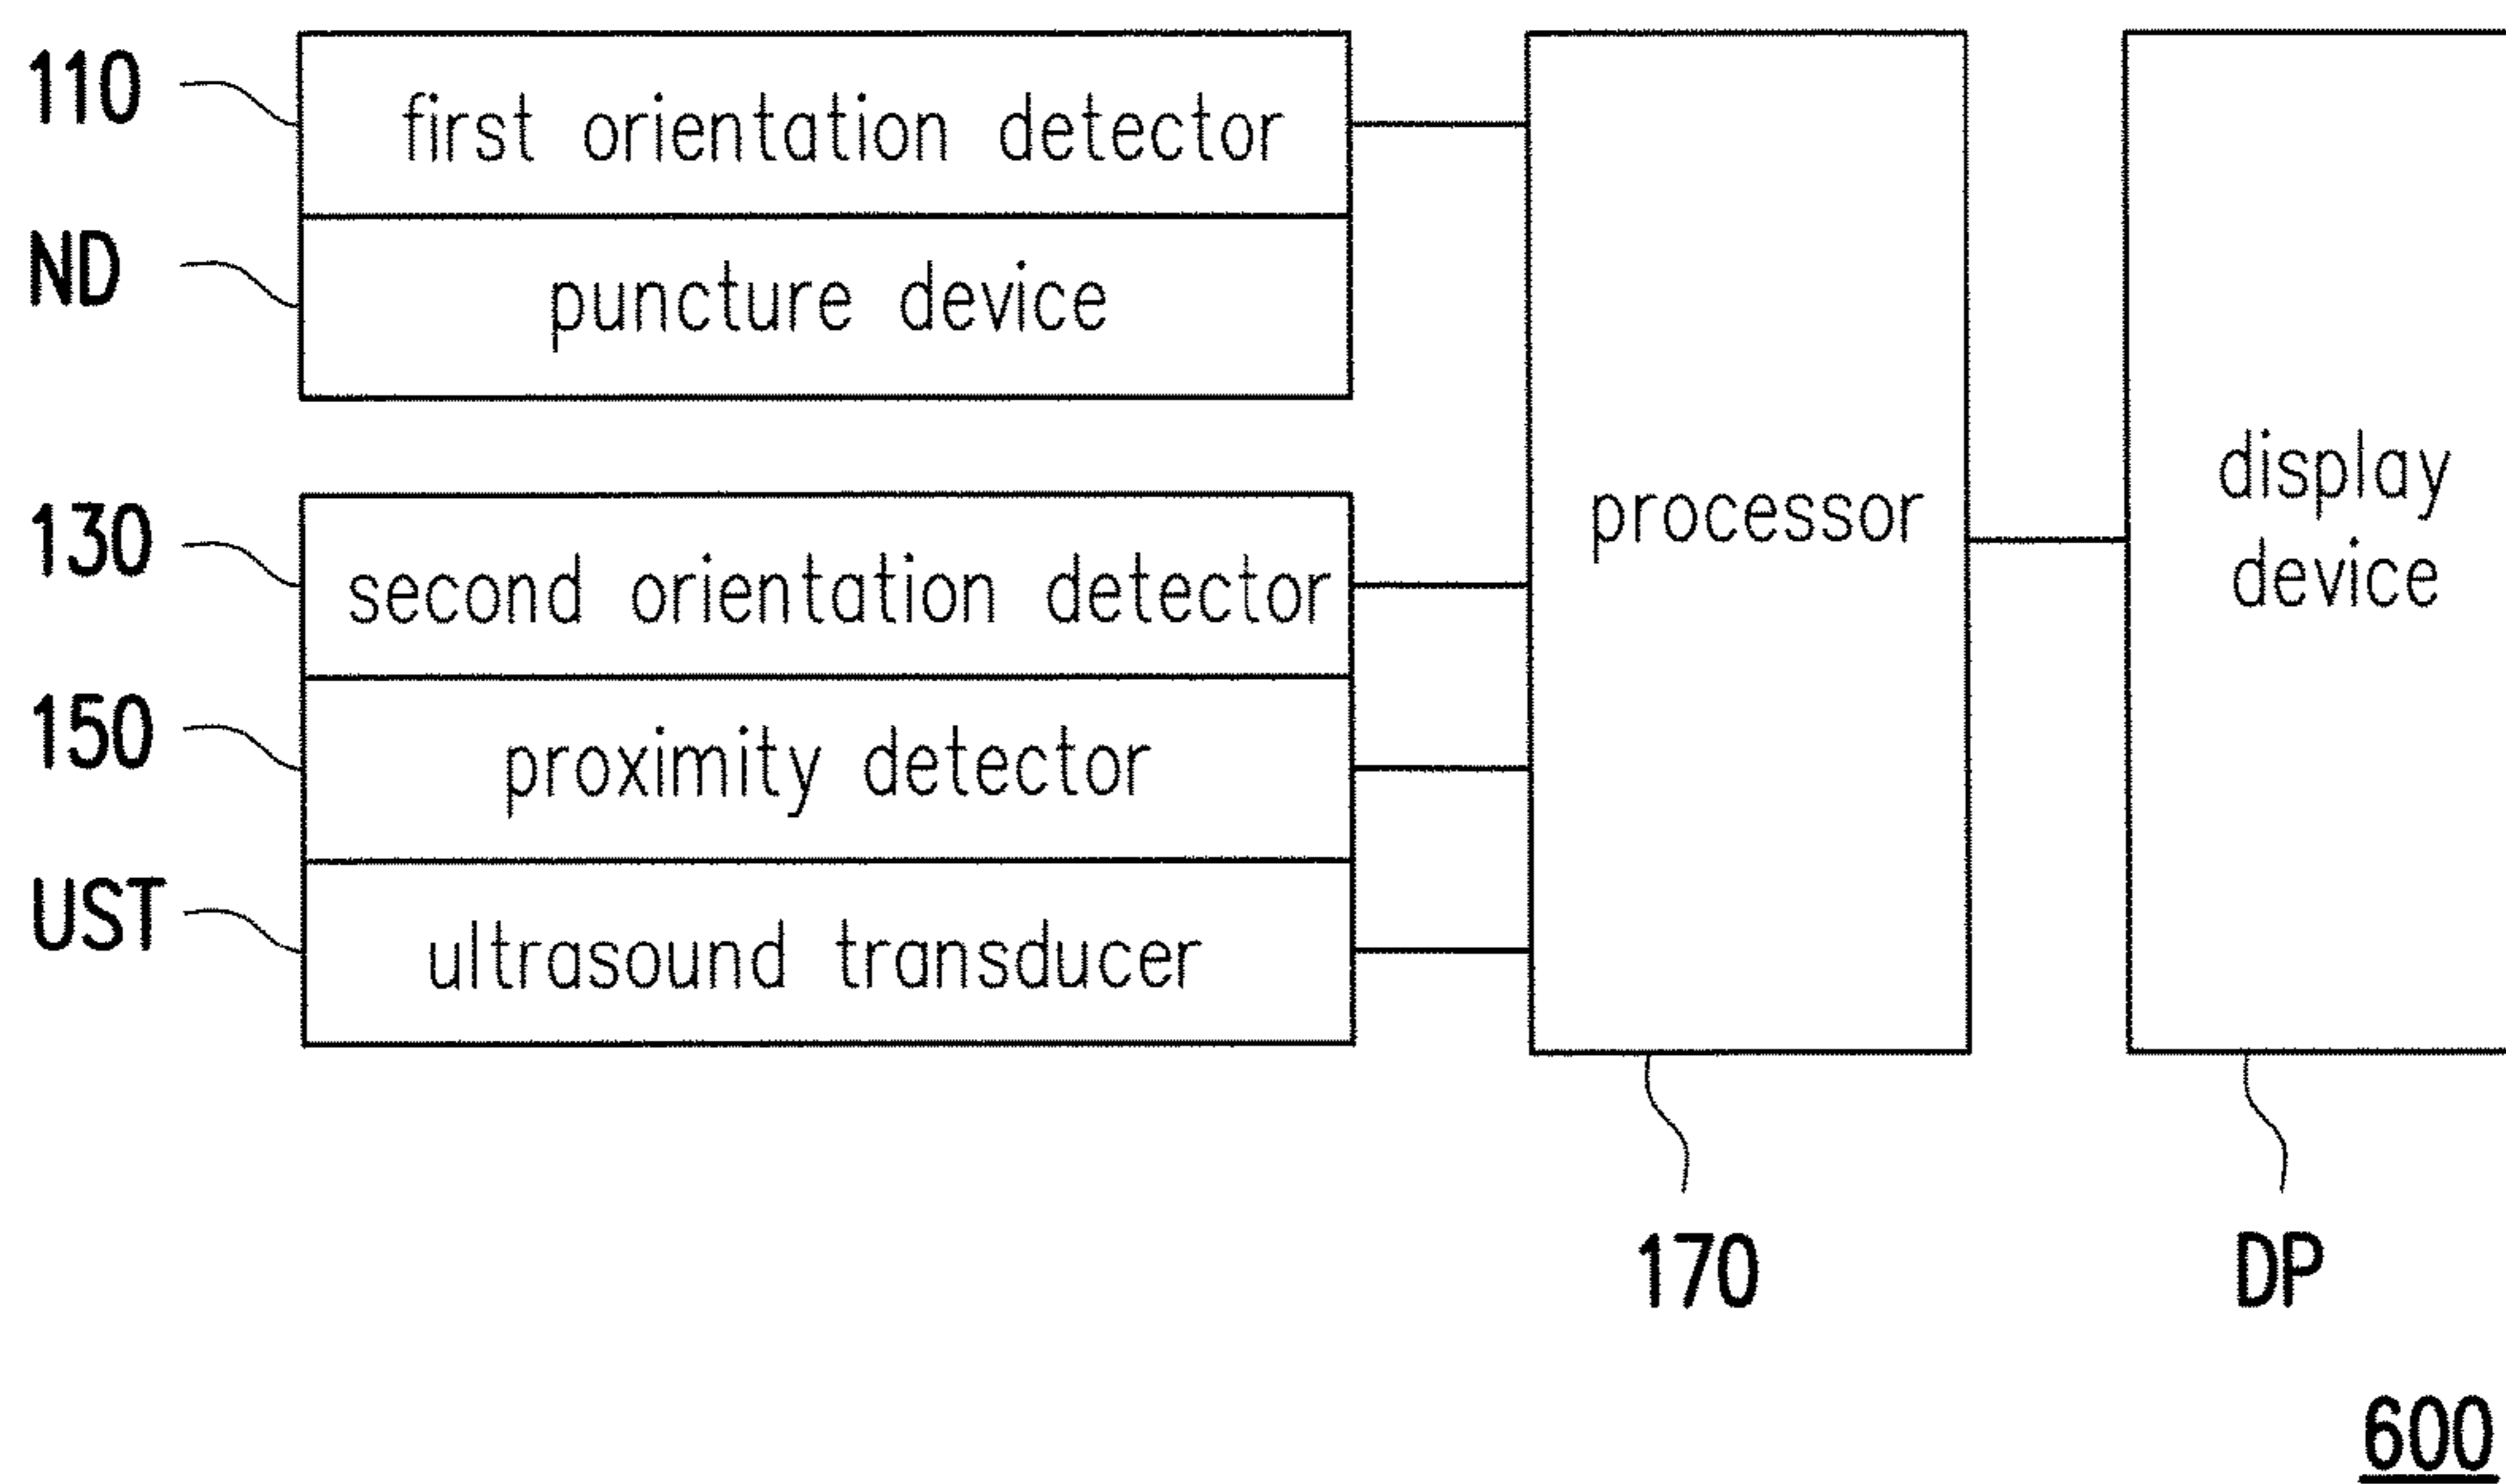 110
first orientation detector
ND
puncture device
130
second orientation detector
150
proximity detector
UST
ultrasound transducer
processor
display
device
170
DP
600